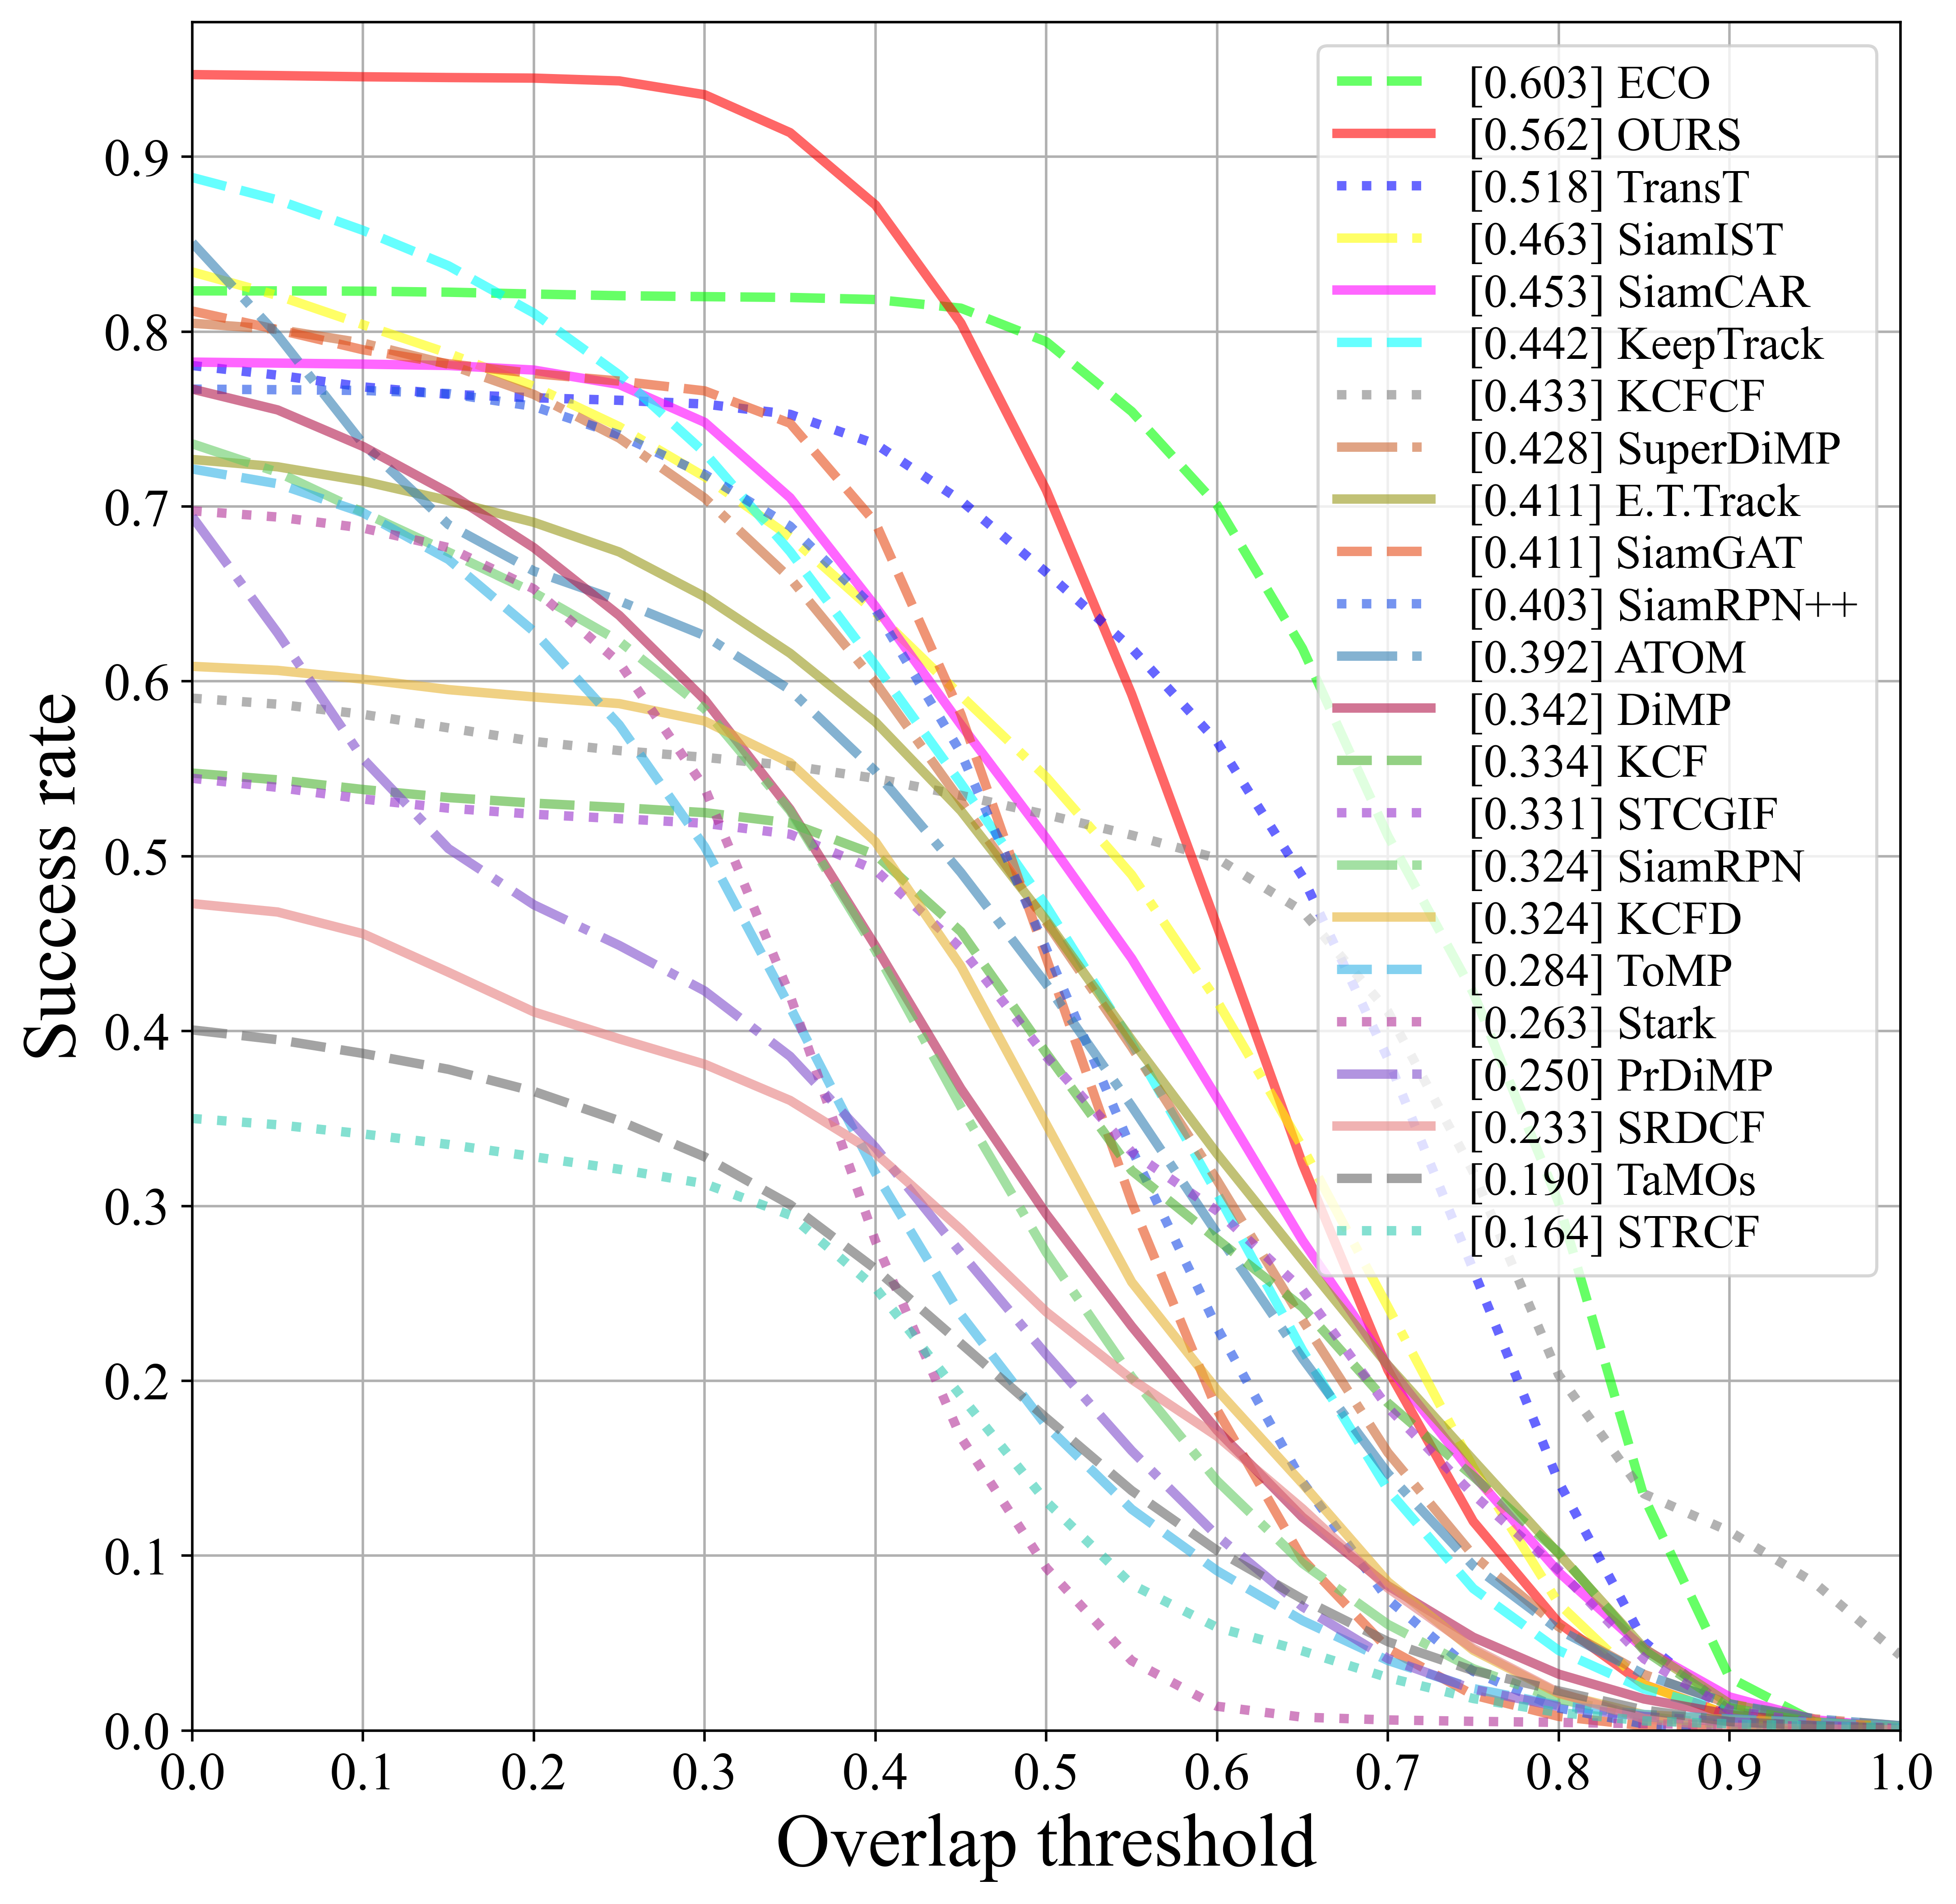 [0.603] ECO
[0.562] OURS
[0.518] TransT
[0.463] SiamIST
[0.453] SiamCAR
[0.442] KeepTrack
[0.433] KCFCF
[0.428] SuperDiMP
[0.411] E.T.Track
[0.411] SiamGAT
[0.403] SiamRPN++
[0.392] ATOM
[0.342] DiMP
[0.334] KCF
[0.331] STCGIF
[0.324] SiamRPN
[0.324] KCFD
[0.284] ToMP
[0.263] Stark
[0.250] PrDiMP
[0.233] SRDCF
[0.190] TaMOs
[0.164] STRCF
Success rate
0.9
0.8
0.7
0.6
0.5
0.4
0.3
0.2
0.1
0.0
0.0 0.1 0.2 0.3 0.4 0.5 0.6 0.7 0.8 0.9 1.0
Overlap threshold